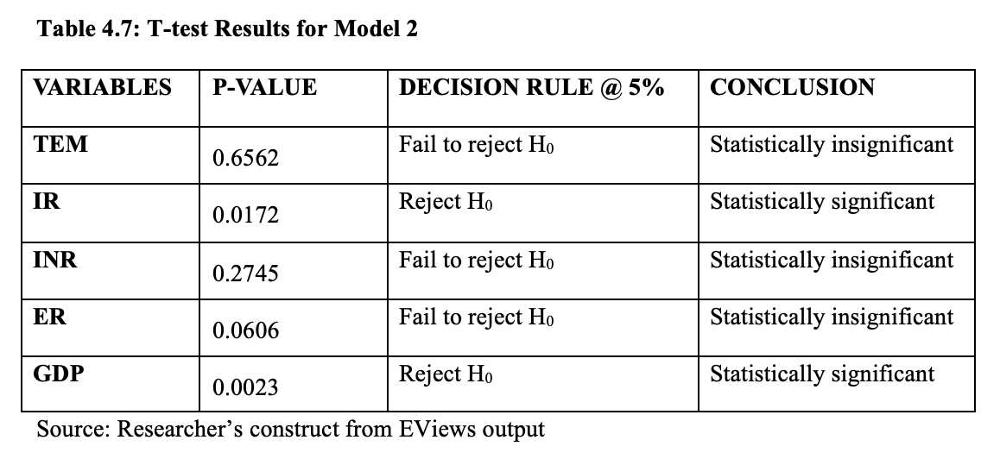 Table 4.7: T-test Results for Model 2
VARIABLES P-VALUE DECISION RULE @ 5% CONCLUSION
TEM 0.6562 Fail to reject H₀ Statistically insignificant
IR 0.0172 Reject H₀ Statistically significant
INR 0.2745 Fail to reject H₀ Statistically insignificant
ER 0.0606 Fail to reject H₀ Statistically insignificant
GDP 0.0023 Reject H₀ Statistically significant
Source: Researcher’s construct from EViews output